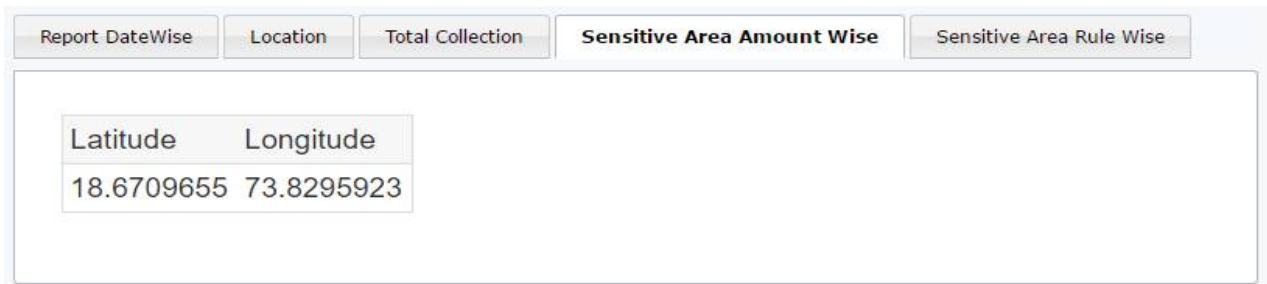 Report DateWise Location Total Collection Sensitive Area Amount Wise Sensitive Area Rule Wise
Latitude Longitude
18.6709655 73.8295923